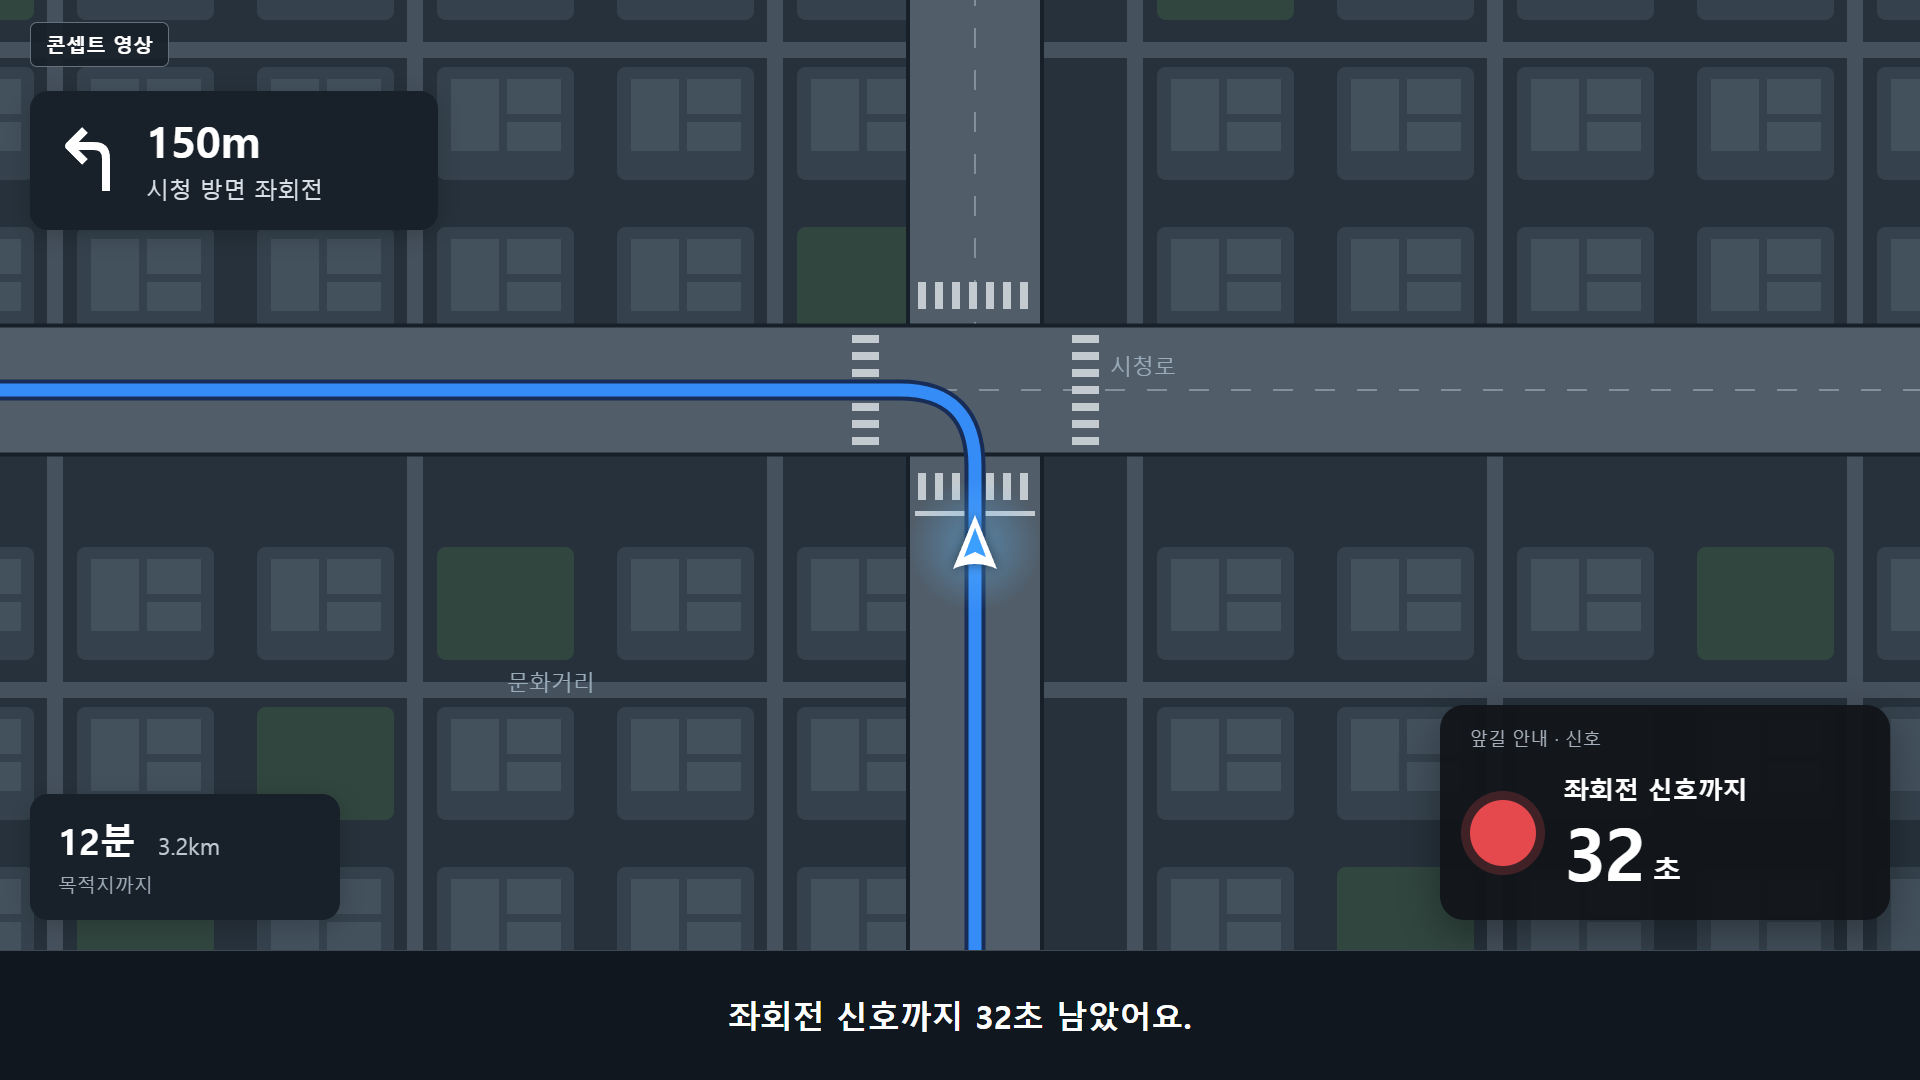 콘셉트 영상
150m
시청 방면 좌회전
시청로
문화거리
앞길 안내 · 신호
좌회전 신호까지
32초
12분 3.2km
목적지까지
좌회전 신호까지 32초 남았어요.